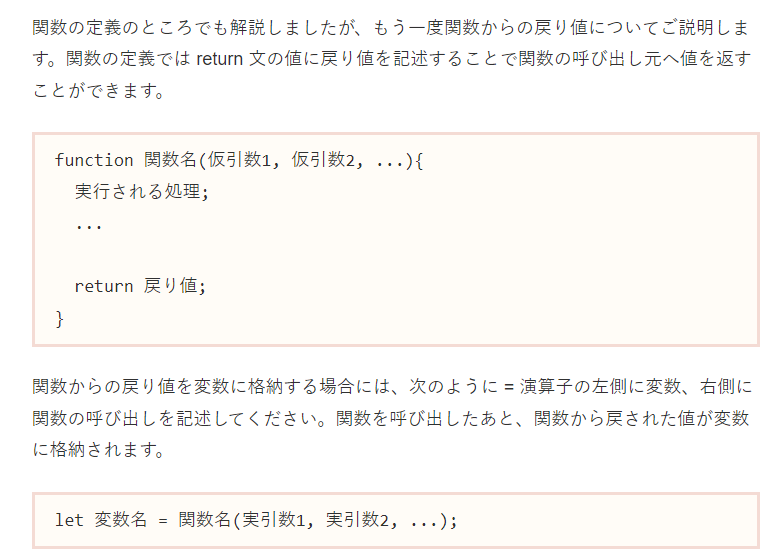 関数の定義のところでも解説しましたが、もう一度関数からの戻り値についてご説明しま
す。関数の定義では return 文の値に戻り値を記述することで関数の呼び出し元へ値を返す
ことができます。
function 関数名(仮引数1, 仮引数2, ...){
  実行される処理;
  ...
  return 戻り値;
}
関数からの戻り値を変数に格納する場合には、次のように = 演算子の左側に変数、右側に
関数の呼び出しを記述してください。関数を呼び出したあと、関数から戻された値が変数
に格納されます。
let 変数名 = 関数名(実引数1, 実引数2, ...);